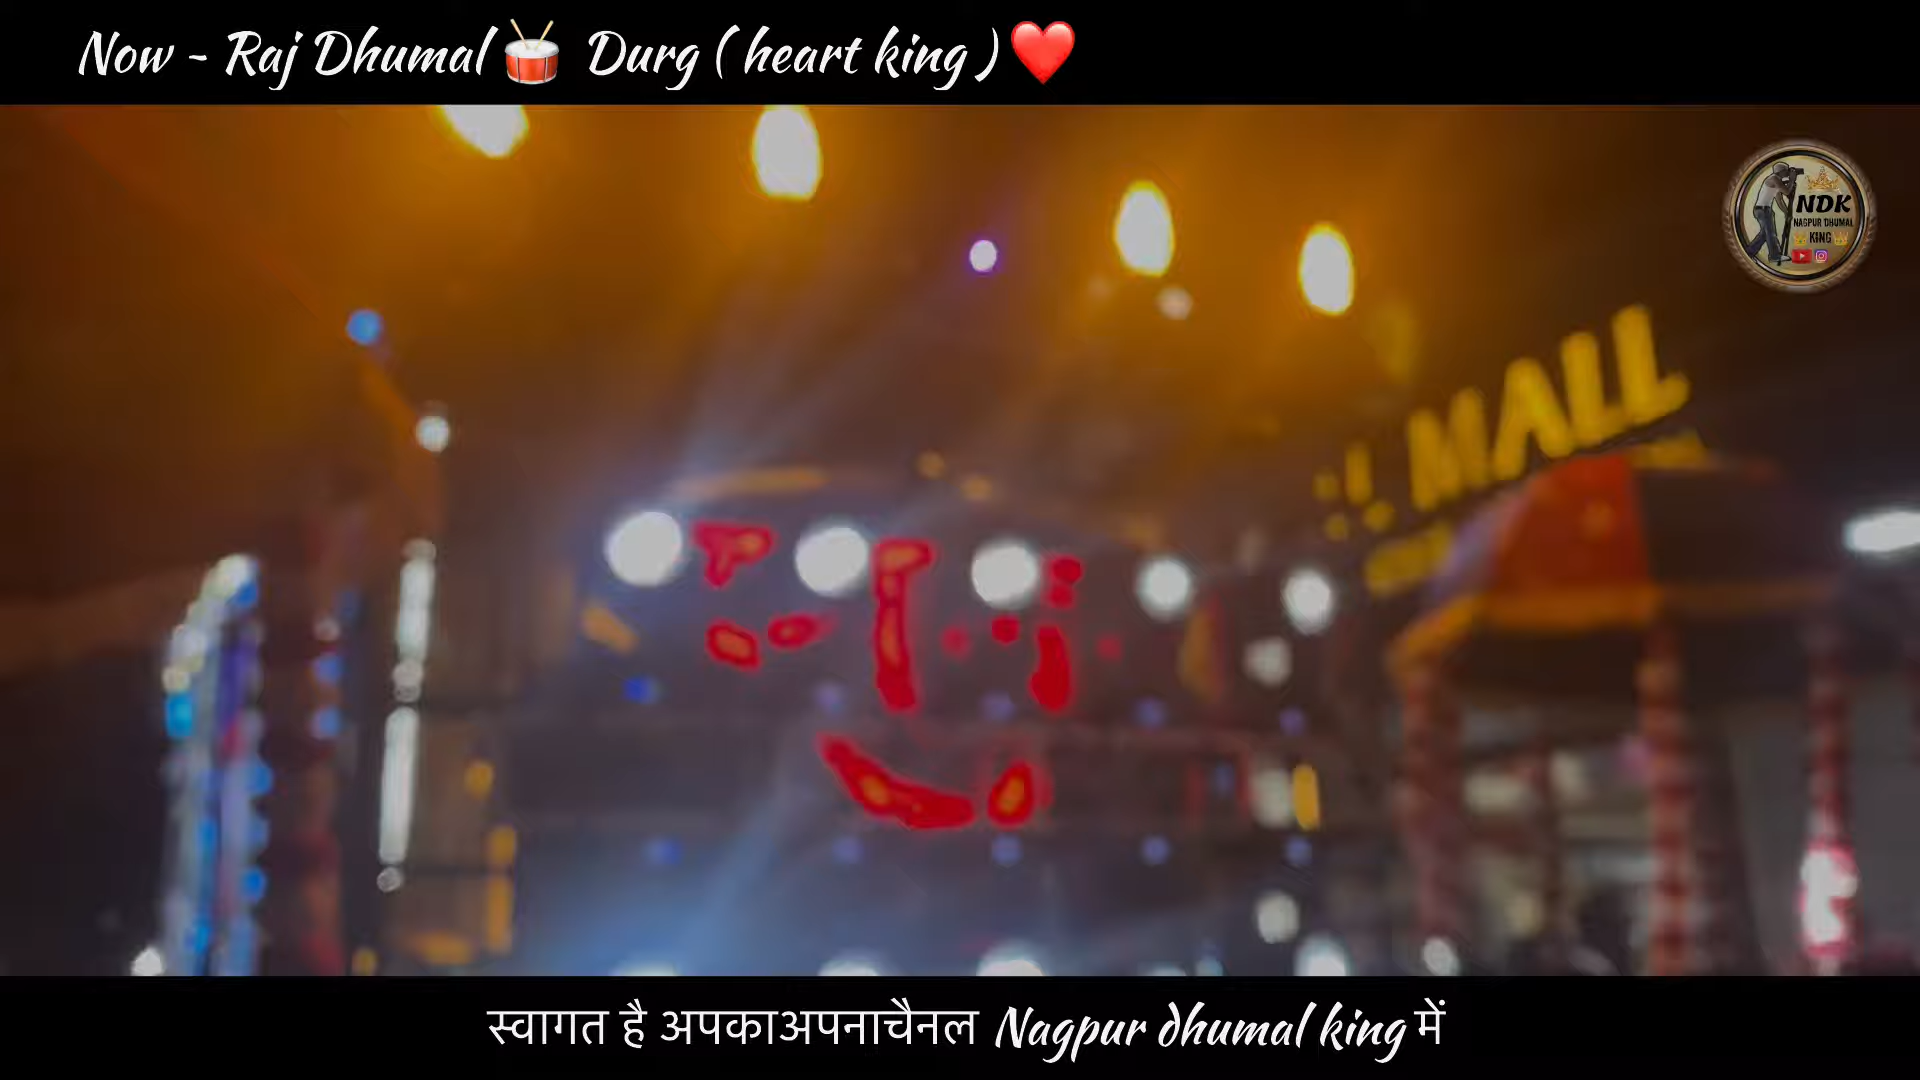 Now - Raj Dhumal 🥁 Durg ( heart king ) ❤️
NDK
NAGPUR DHUMAL
KING
MALL
स्वागत है अपकाअपनाचैनल Nagpur dhumal king में